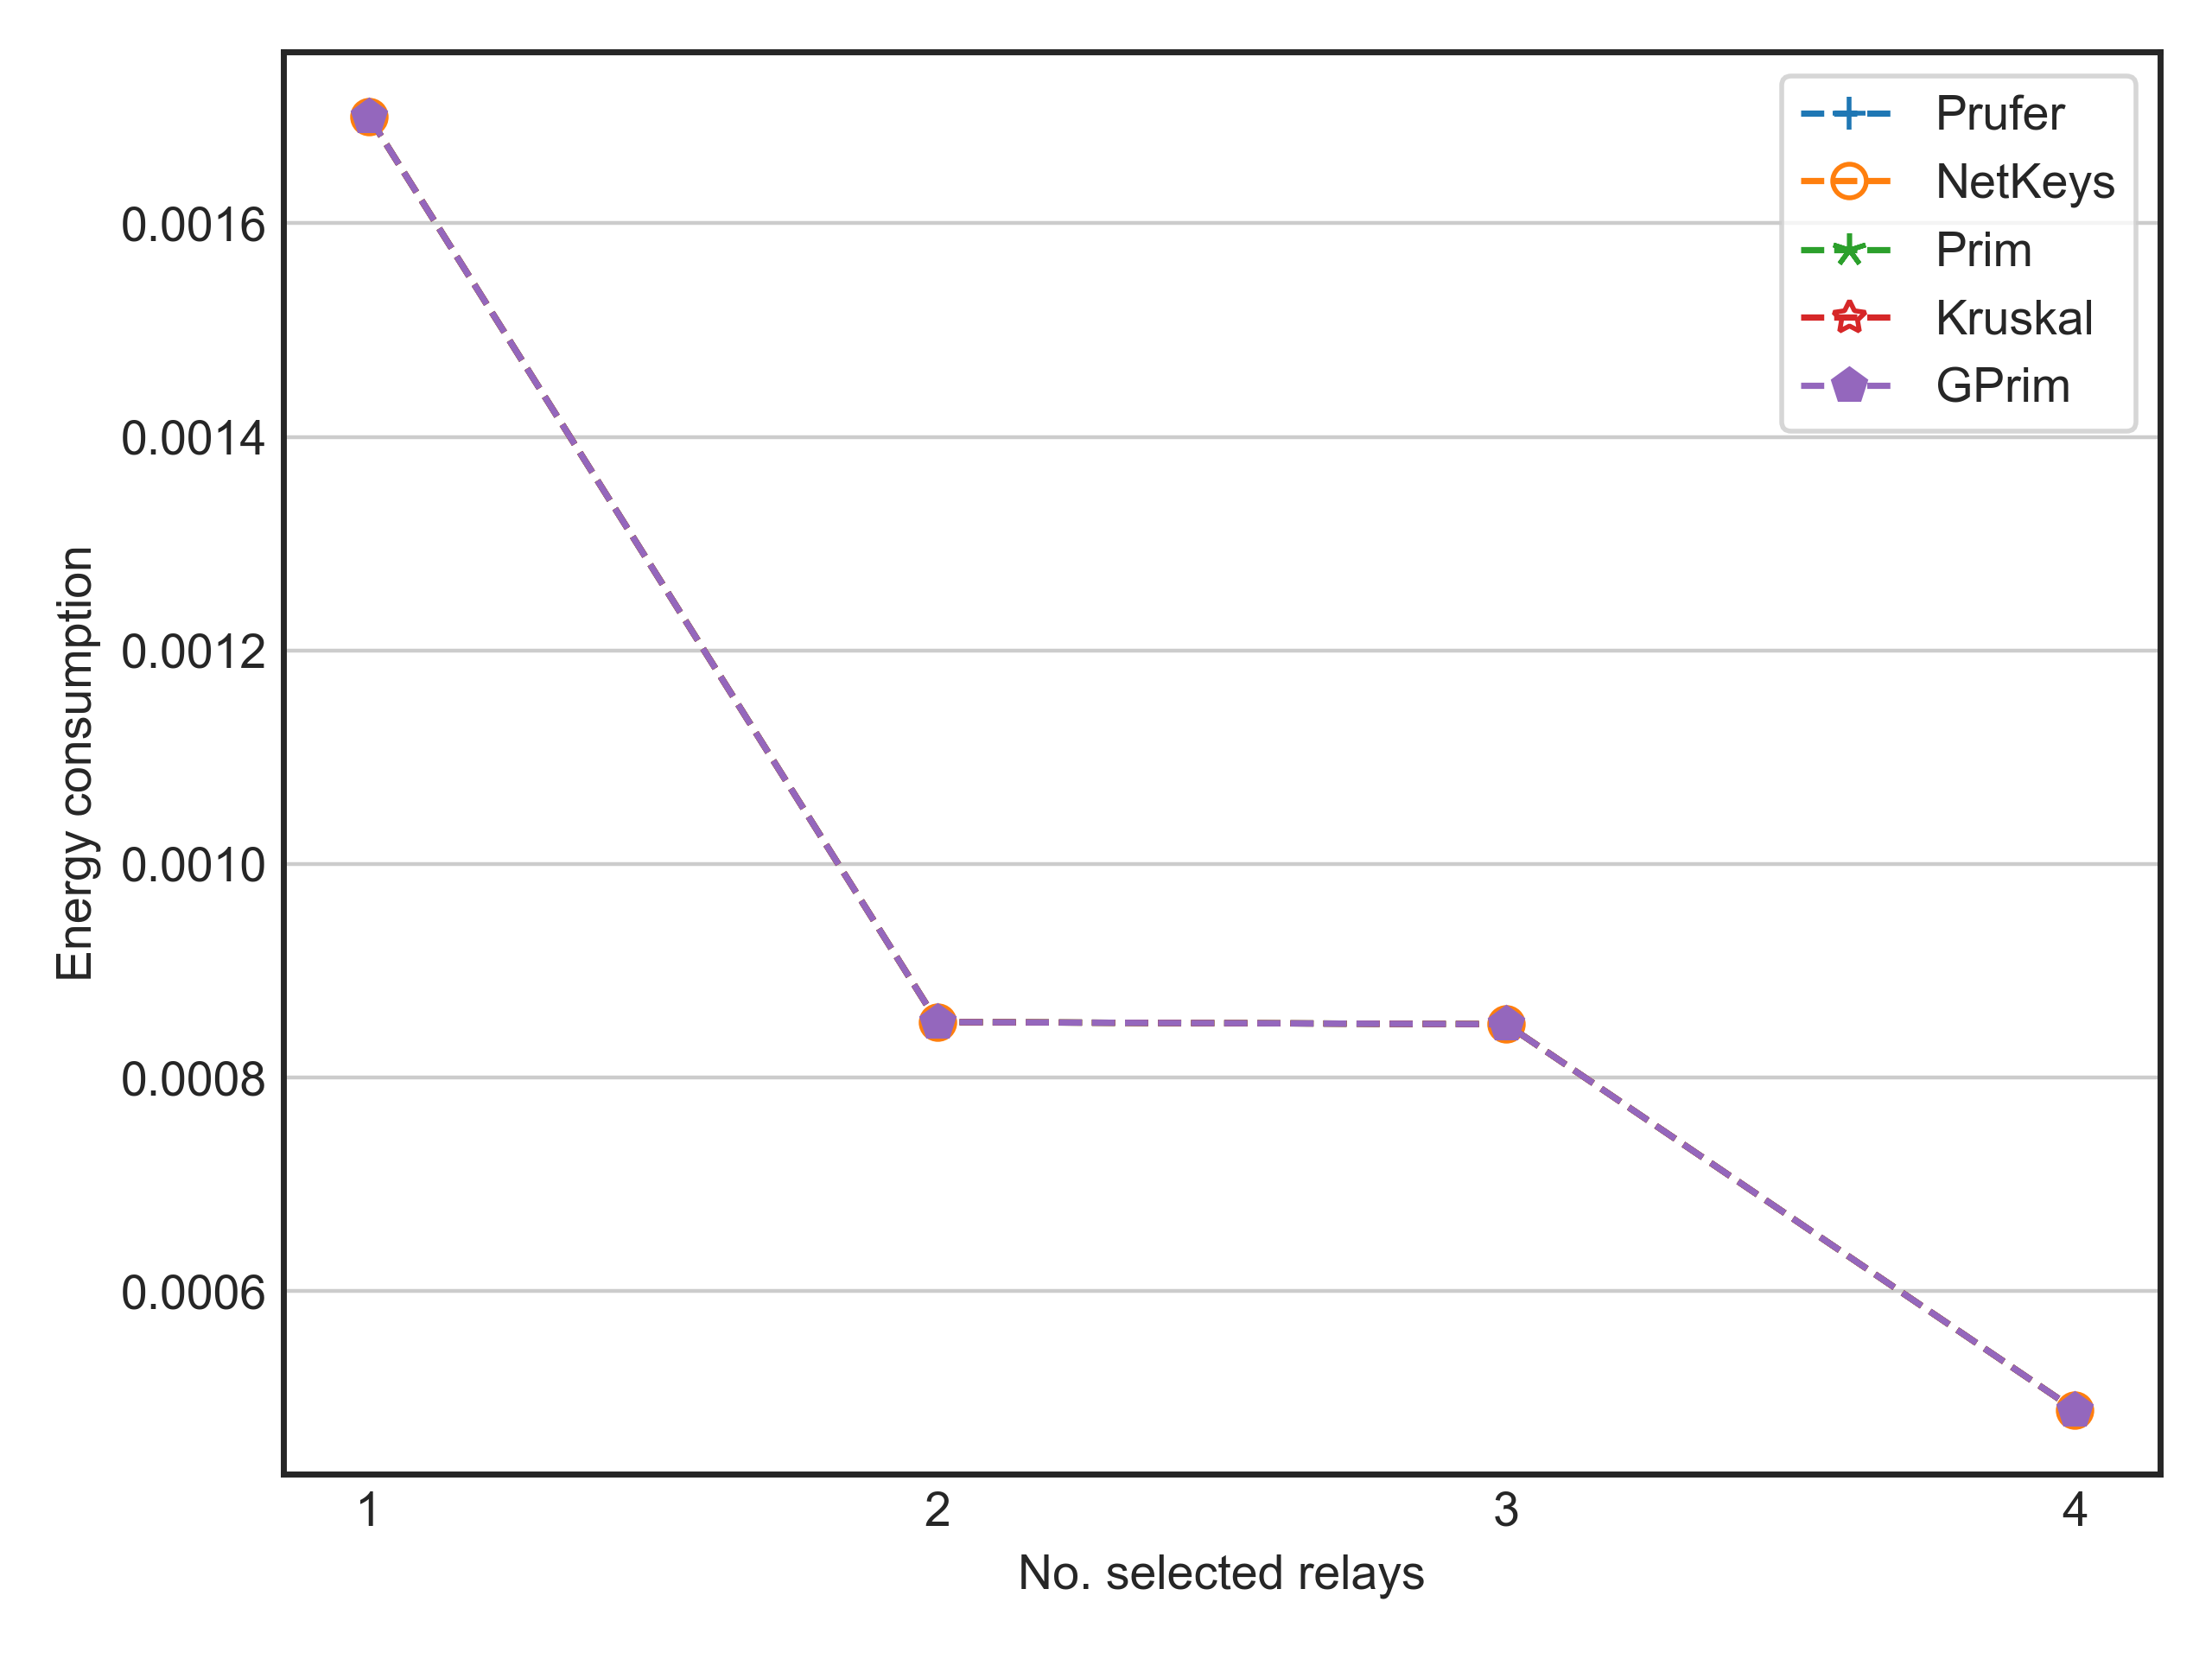 Prufer
NetKeys
Prim
Kruskal
GPrim
0.0016
0.0014
0.0012
0.0010
0.0008
0.0006
Energy consumption
1 2 3 4
No. selected relays